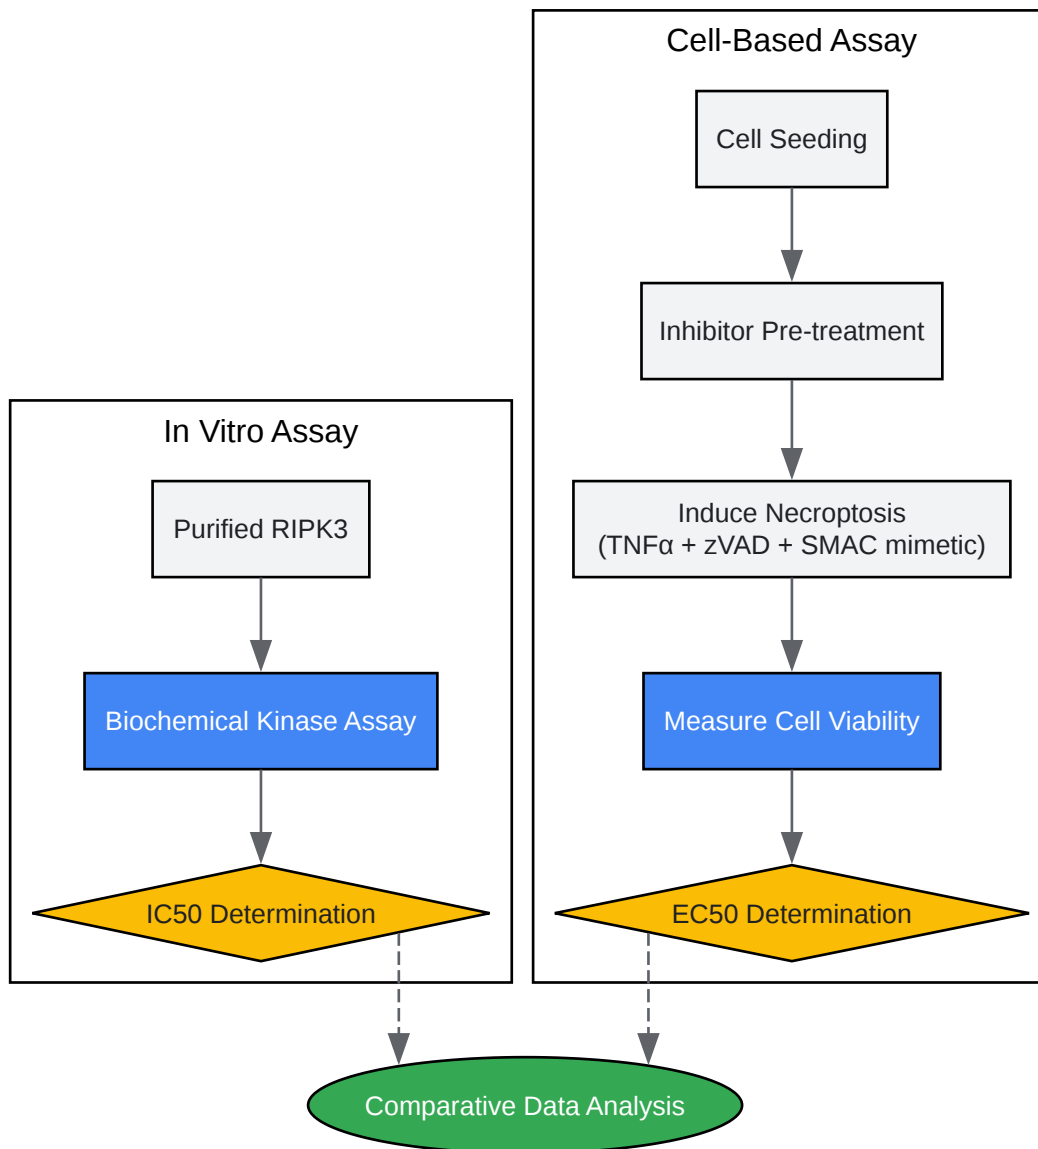 Cell-Based Assay
Cell Seeding
Inhibitor Pre-treatment
Induce Necroptosis
(TNFα + zVAD + SMAC mimetic)
Measure Cell Viability
EC50 Determination
In Vitro Assay
Purified RIPK3
Biochemical Kinase Assay
IC50 Determination
Comparative Data Analysis